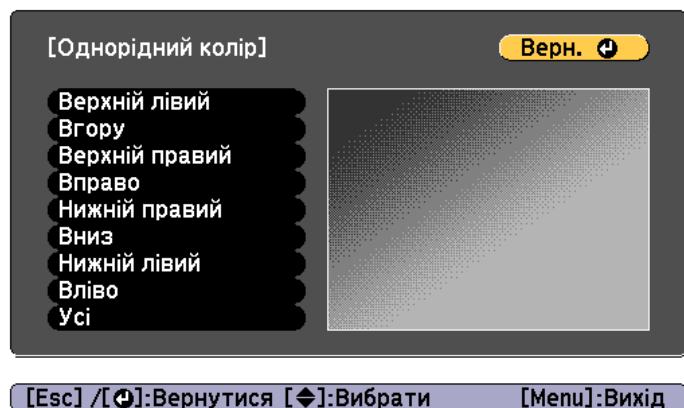 [Однорідний колір]
Верн.
Верхній лівий
Вгору
Верхній правий
Вправо
Нижній правий
Вниз
Нижній лівий
Вліво
Усі
[Esc] /[⏎]:Вернутися [♦]:Вибрати [Menu]:Вихід